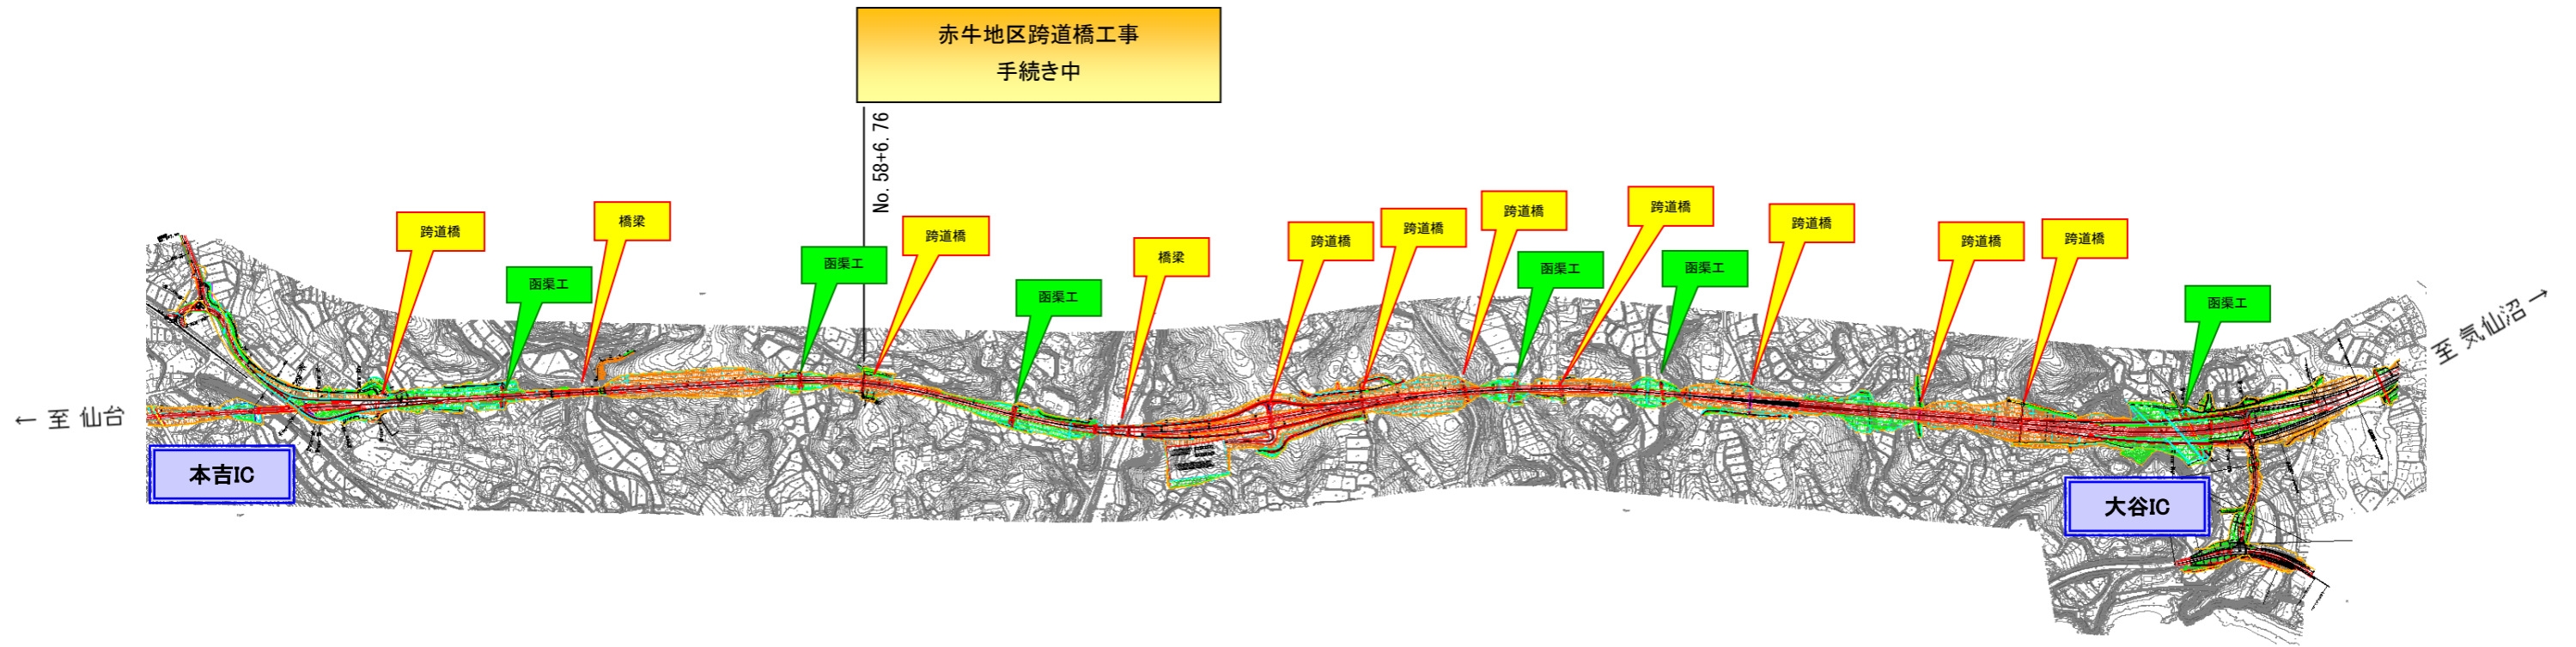 赤牛地区跨道橋工事
手続き中
No. 58+6. 76
跨道橋
函渠工
橋梁
函渠工
跨道橋
函渠工
橋梁
跨道橋
跨道橋
跨道橋
函渠工
跨道橋
函渠工
跨道橋
跨道橋
跨道橋
函渠工
← 至 仙台
至 気仙沼 →
本吉IC
大谷IC